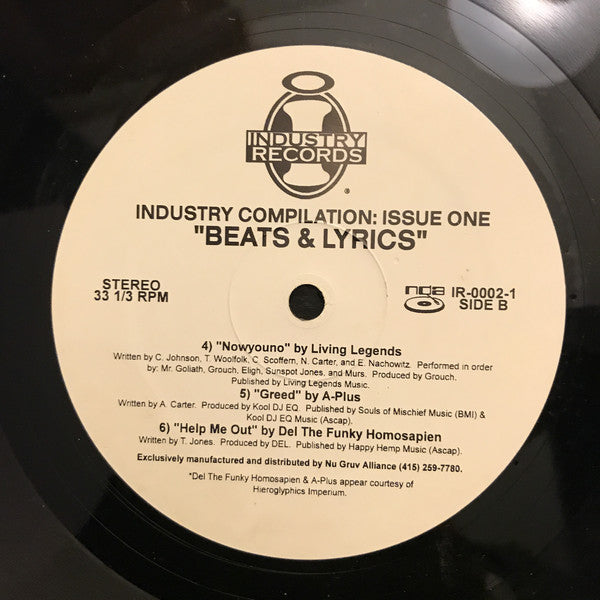 INDUSTRY
RECORDS
®
INDUSTRY COMPILATION: ISSUE ONE
"BEATS & LYRICS"
STEREO
33 1/3 RPM
nga IR-0002-1
SIDE B
4) "Nowyouno" by Living Legends
Written by C. Johnson, T. Woolfolk, C. Scoffern, N. Carter, and E. Nachowitz. Performed in order
by: Mr. Goliath, Grouch, Eligh, Sunspot Jones, and Murs. Produced by Grouch.
Published by Living Legends Music.
5) "Greed" by A-Plus
Written by A. Carter. Produced by Kool DJ EQ. Published by Souls of Mischief Music (BMI) &
Kool DJ EQ Music (Ascap).
6) "Help Me Out" by Del The Funky Homosapien
Written by T. Jones. Produced by DEL. Published by Happy Hemp Music (Ascap).
Exclusively manufactured and distributed by Nu Gruv Alliance (415) 259-7780.
*Del The Funky Homosapien & A-Plus appear courtesy of
Hieroglyphics Imperium.